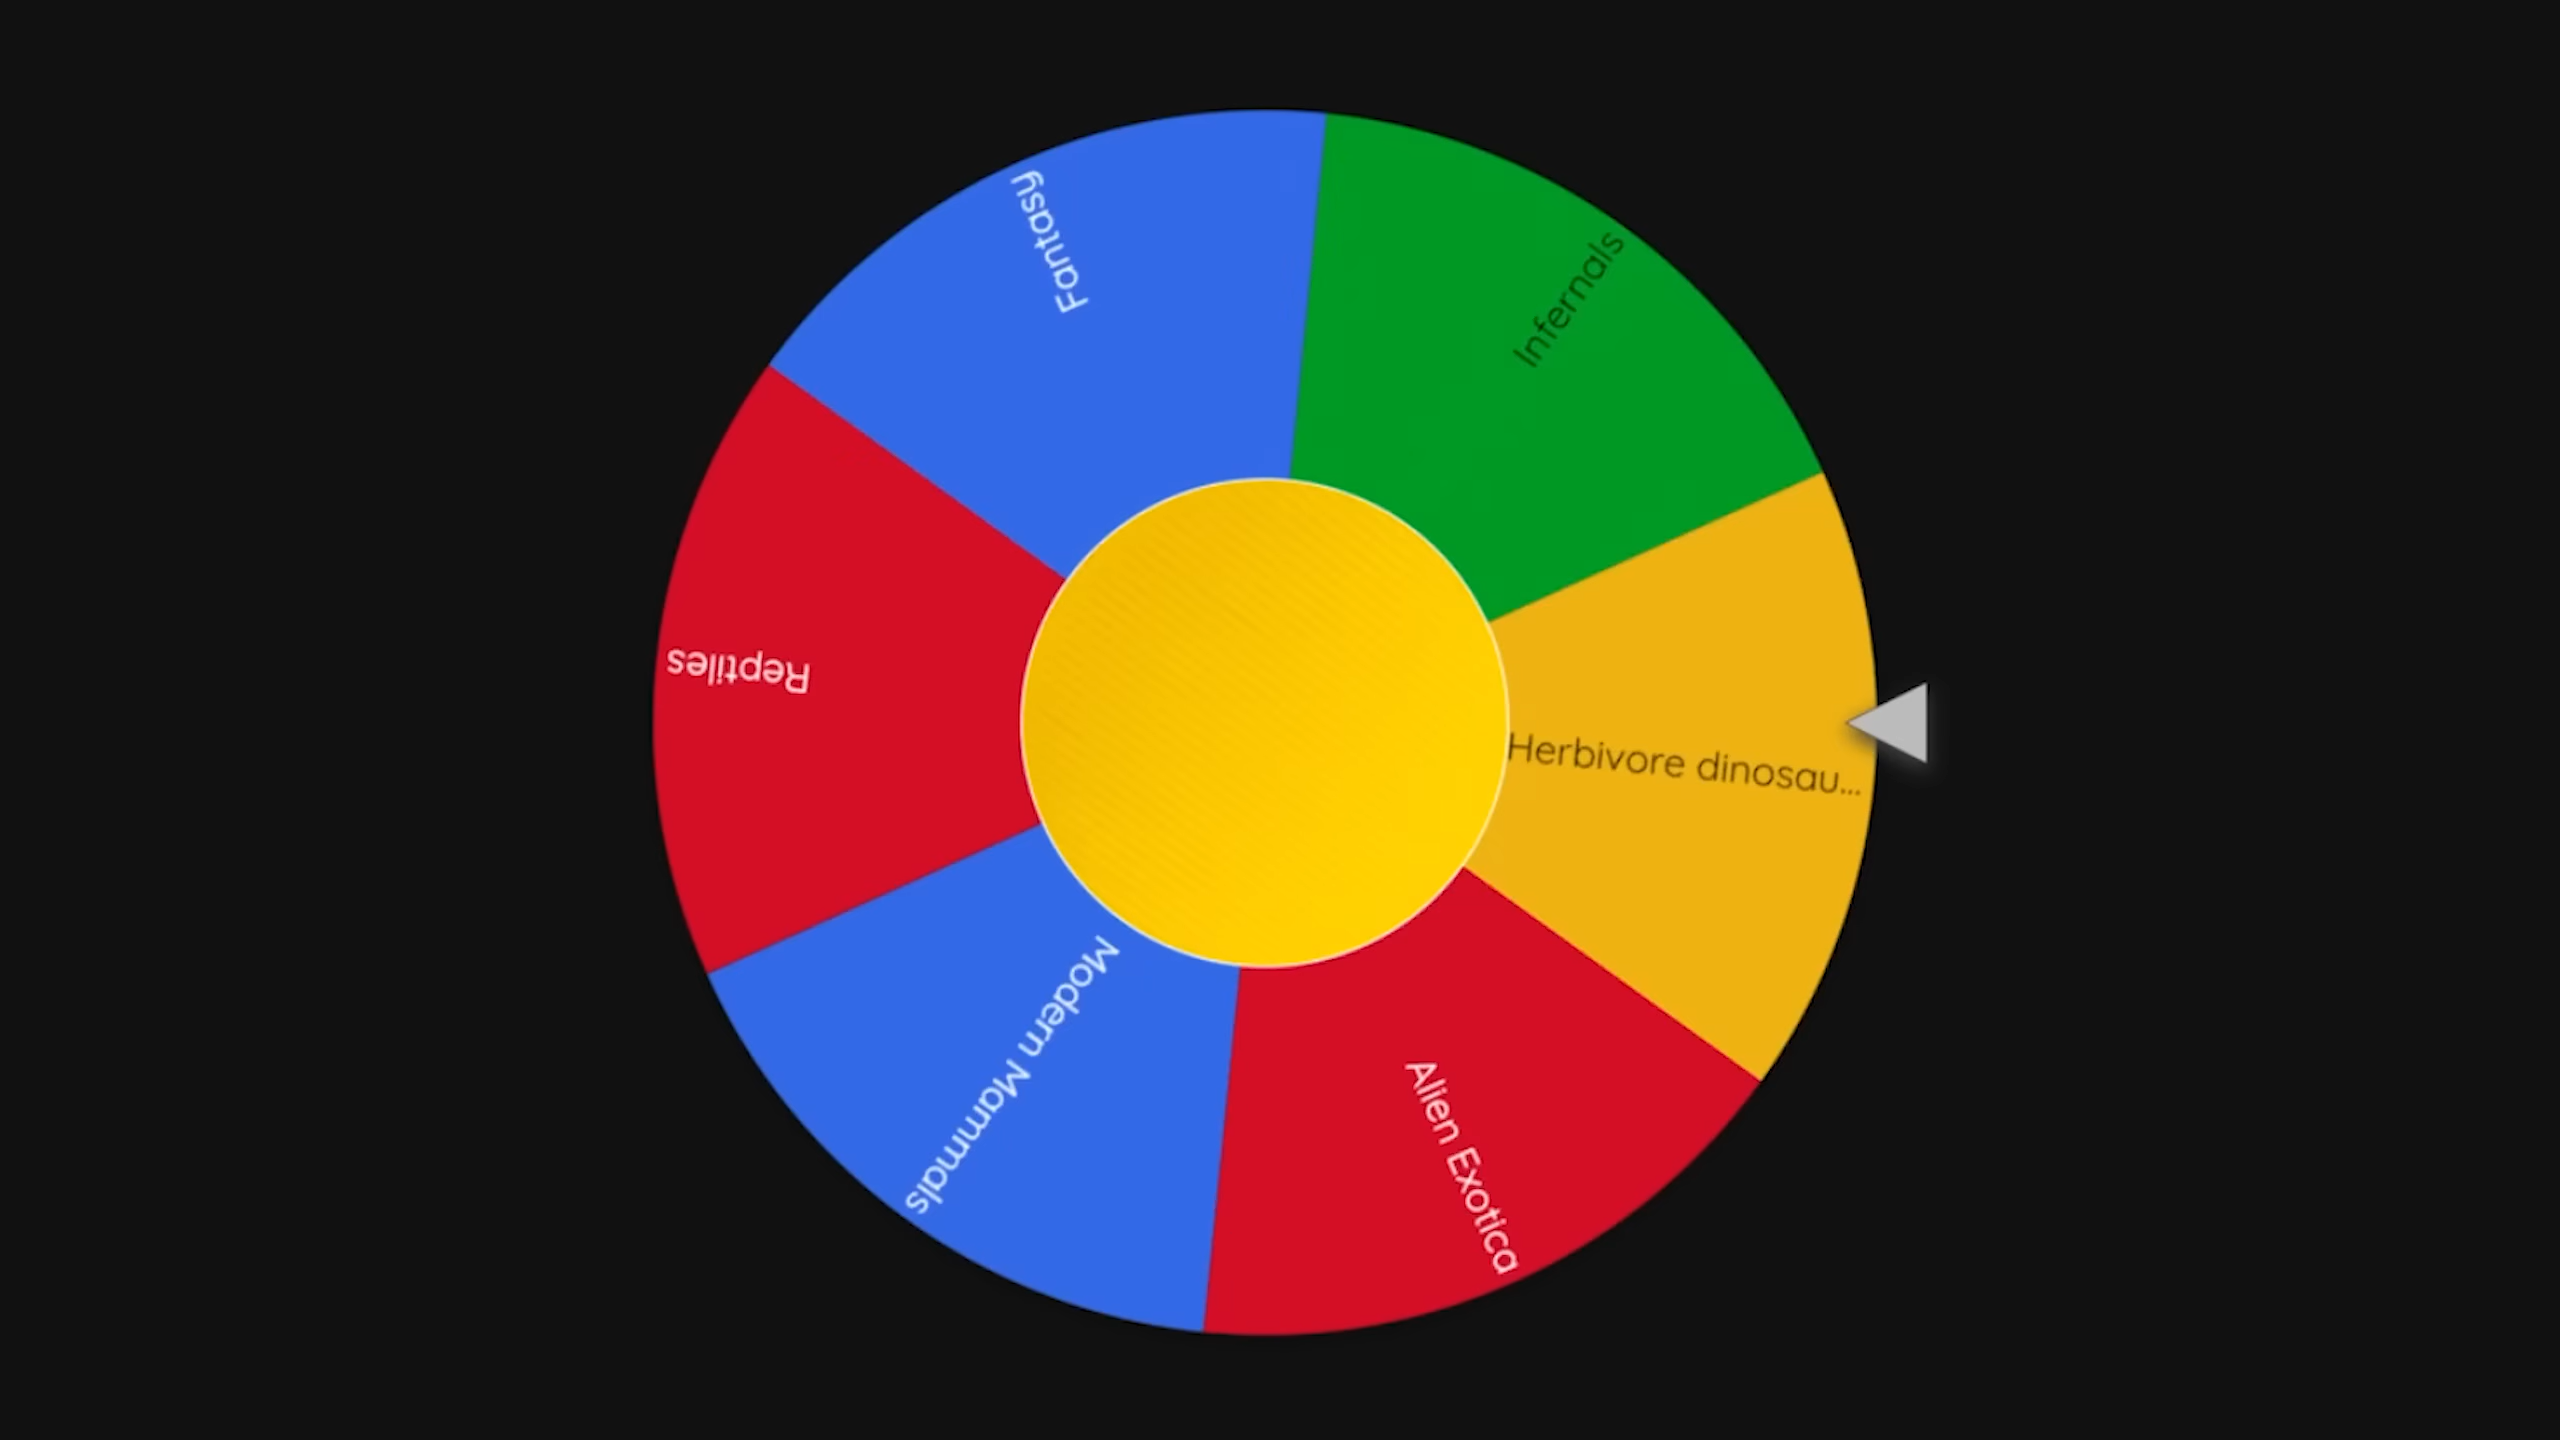 Fantasy
Infernals
Reptiles
Herbivore dinosau...
Modern Mammals
Alien Exotica